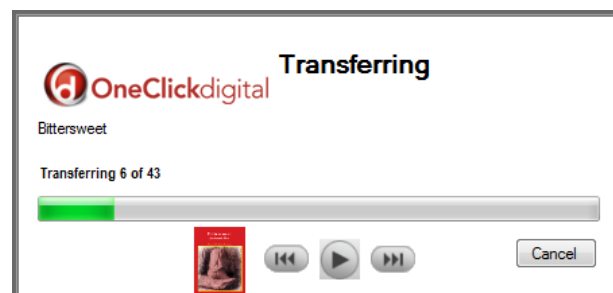 Transferring
OneClickdigital
Bittersweet
Transferring 6 of 43
Cancel